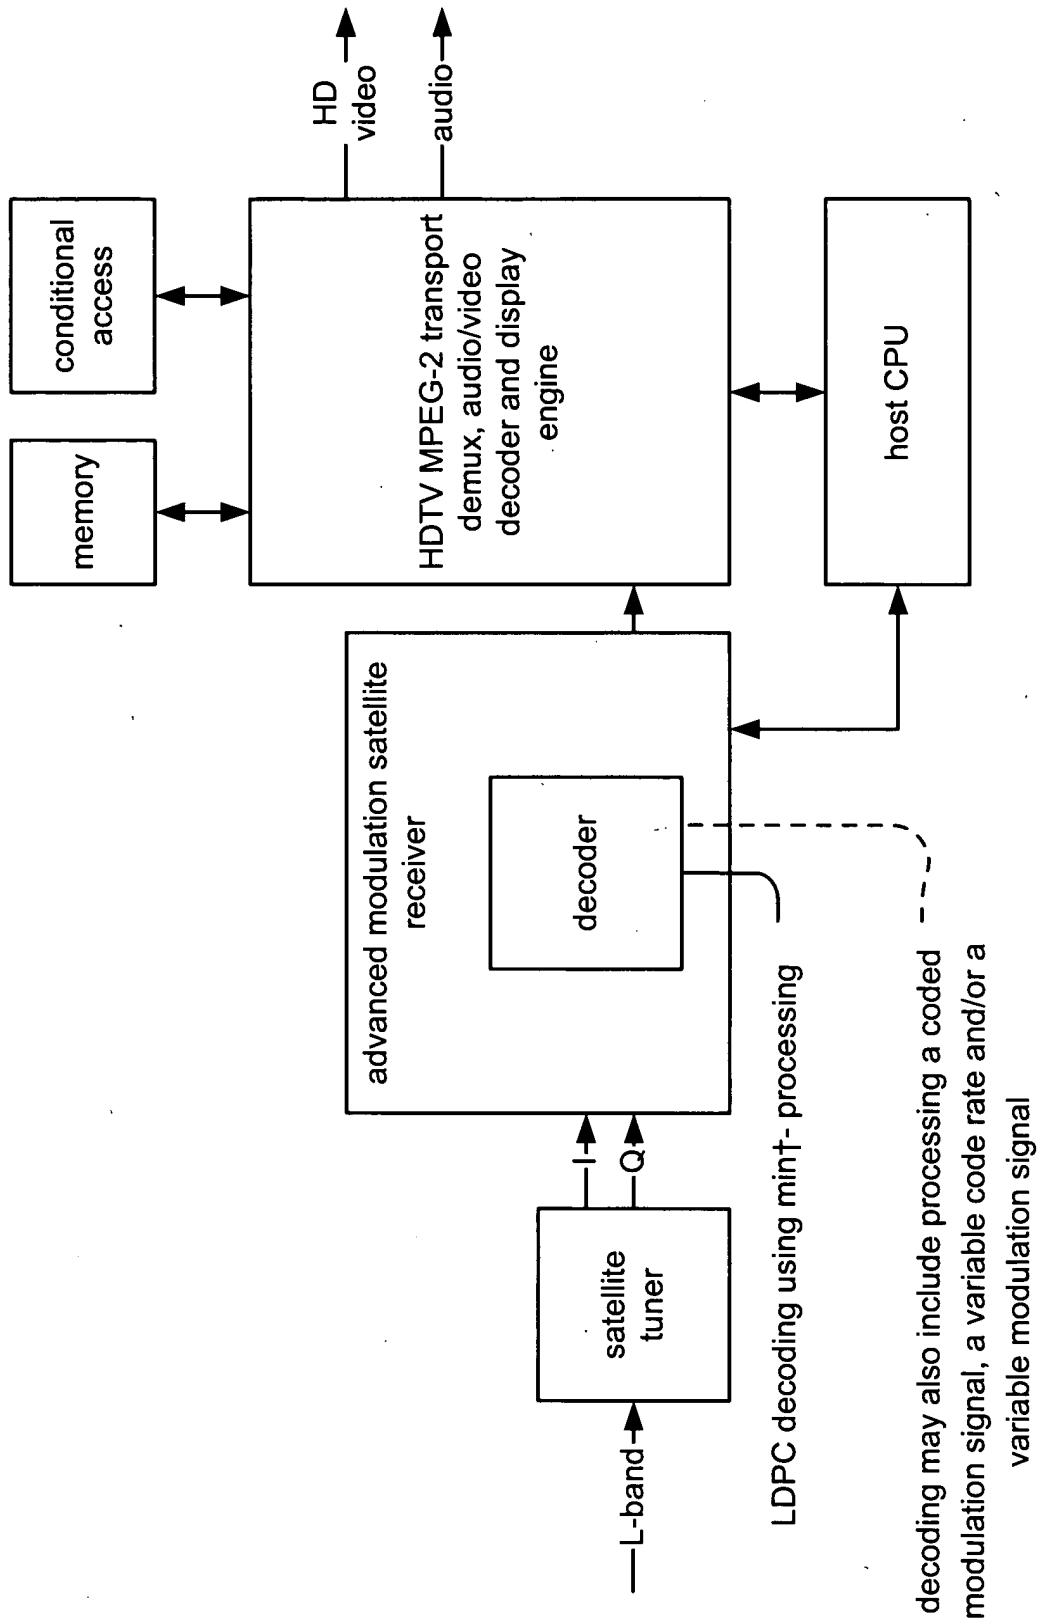 L-band
satellite
tuner
I
Q
advanced modulation satellite
receiver
decoder
LDPC decoding using min†- processing
decoding may also include processing a coded
modulation signal, a variable code rate and/or a
variable modulation signal
memory
conditional
access
HDTV MPEG-2 transport
demux, audio/video
decoder and display
engine
HD
video
audio
host CPU